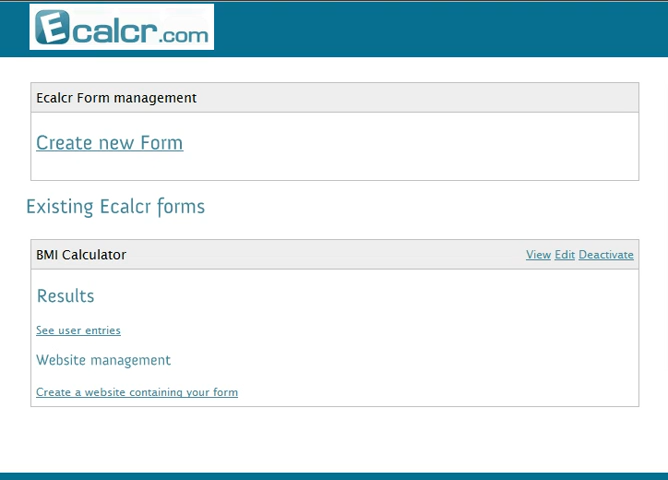 Ecalcr.com
Ecalcr Form management
Create new Form
Existing Ecalcr forms
BMI Calculator View Edit Deactivate
Results
See user entries
Website management
Create a website containing your form